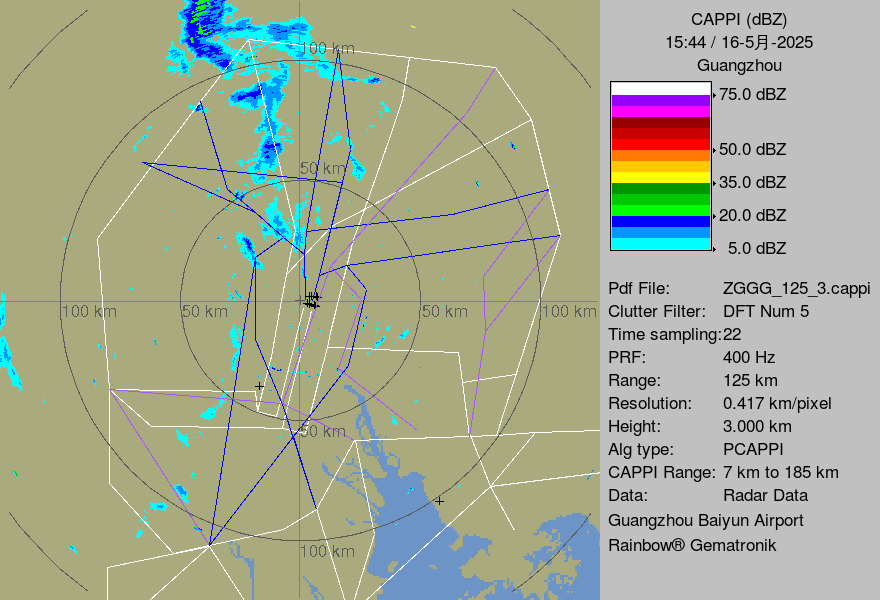 CAPPI (dBZ)
15:44 / 16-5月-2025
Guangzhou
75.0 dBZ
50.0 dBZ
35.0 dBZ
20.0 dBZ
5.0 dBZ
Pdf File: ZGGG_125_3.cappi
Clutter Filter: DFT Num 5
Time sampling:22
PRF: 400 Hz
Range: 125 km
Resolution: 0.417 km/pixel
Height: 3.000 km
Alg type: PCAPPI
CAPPI Range: 7 km to 185 km
Data: Radar Data
Guangzhou Baiyun Airport
Rainbow® Gematronik
100 km
50 km
100 km
50 km
50 km
100 km
50 km
100 km